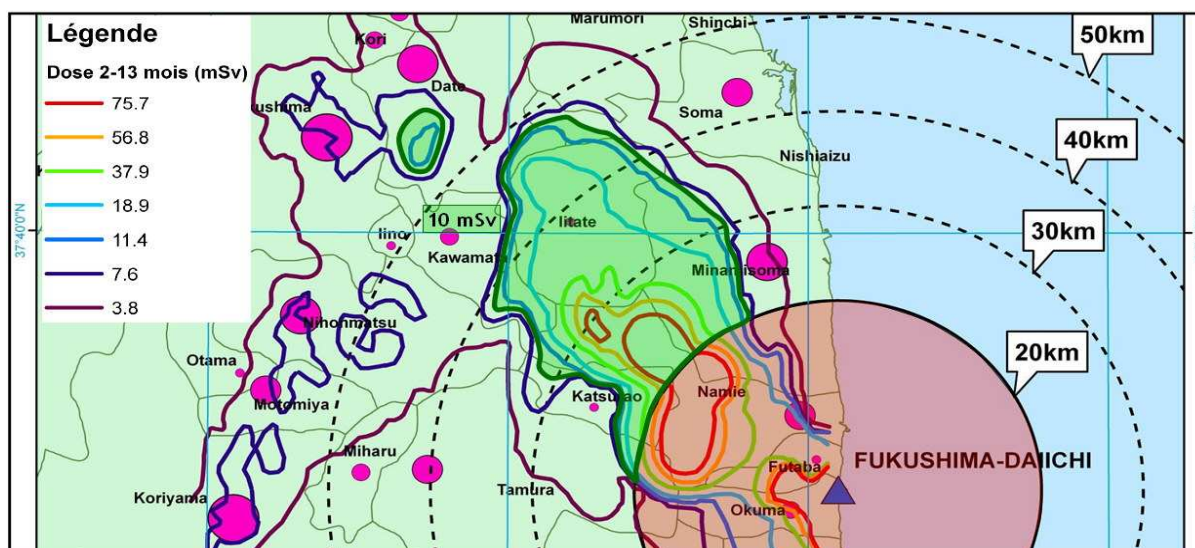 Légende
Dose 2-13 mois (mSv)
75.7
56.8
37.9
18.9
11.4
7.6
3.8
37°40'0"N
Marumori
Shinchi
50km
Kori
Date
Soma
ushima
40km
Nishiaizu
10 mSv
Iitate
Iino
Kawamata
30km
Minamisoma
Nihonmatsu
20km
Otama
Motomiya
Katsurao
Namie
Miharu
Futaba
FUKUSHIMA-DAIICHI
Koriyama
Tamura
Okuma